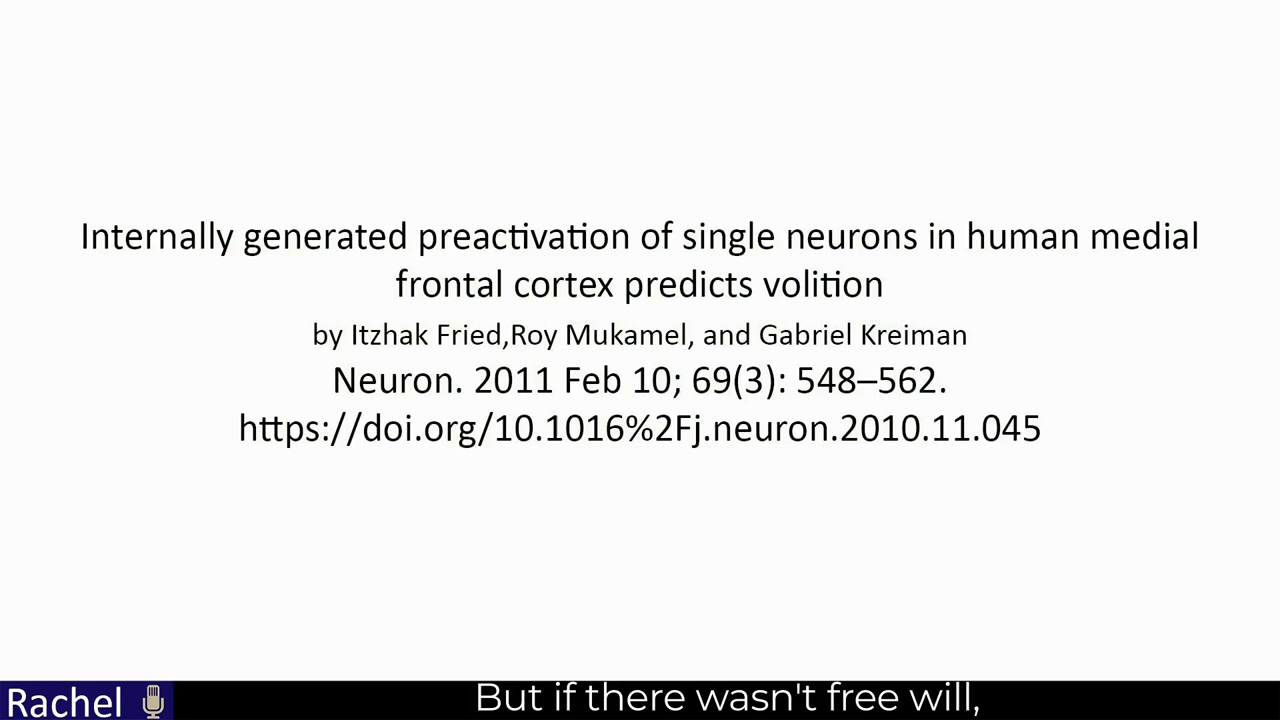 Internally generated preactivation of single neurons in human medial
frontal cortex predicts volition
by Itzhak Fried,Roy Mukamel, and Gabriel Kreiman
Neuron. 2011 Feb 10; 69(3): 548–562.
https://doi.org/10.1016%2Fj.neuron.2010.11.045
Rachel
But if there wasn't free will,